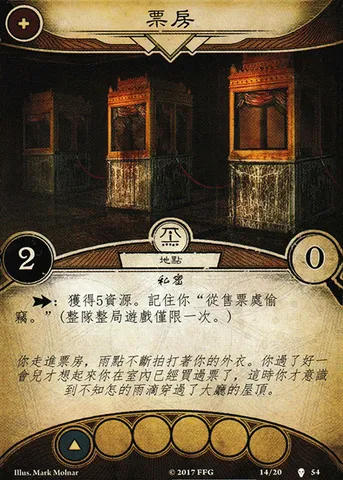 票房
2
地點
0
私密
：獲得5資源。記住你“從售票處偷
竊。”(整隊整局遊戲僅限一次。)
你走進票房，雨點不斷拍打著你的外衣。你過了好一
會兒才想起來你在室內已經買過票了，這時你才意識
到不知怎的雨滴穿過了大廳的屋頂。
Illus. Mark Molnar
© 2017 FFG
14/20
54